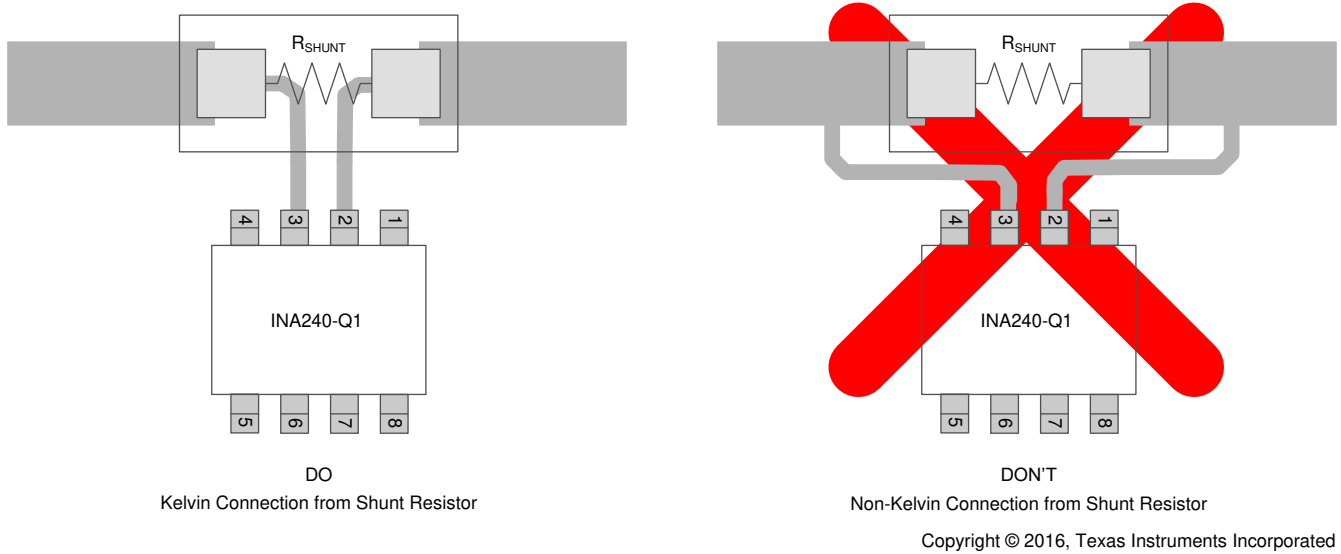 R_SHUNT
4 3 2 1
INA240-Q1
5 6 7 8
DO
Kelvin Connection from Shunt Resistor
R_SHUNT
4 3 2 1
INA240-Q1
5 6 7 8
DON'T
Non-Kelvin Connection from Shunt Resistor
Copyright © 2016, Texas Instruments Incorporated